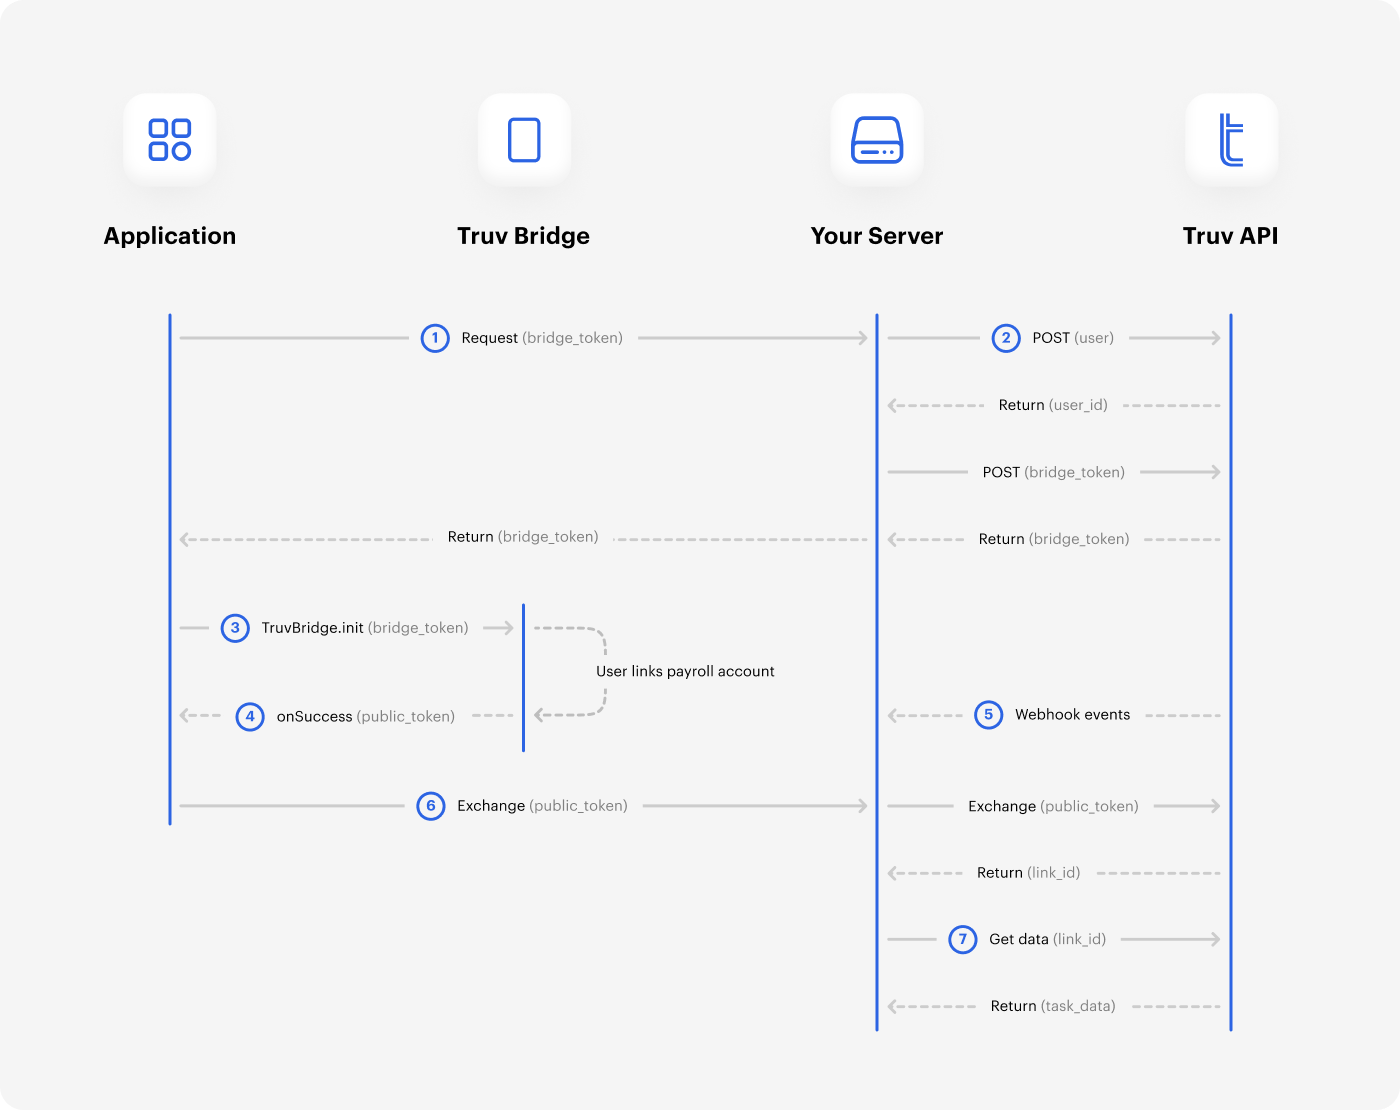 Application
Truv Bridge
Your Server
Truv API
1 Request (bridge_token)
2 POST (user)
Return (user_id)
POST (bridge_token)
Return (bridge_token)
Return (bridge_token)
3 TruvBridge.init (bridge_token)
User links payroll account
4 onSuccess (public_token)
5 Webhook events
6 Exchange (public_token)
Exchange (public_token)
Return (link_id)
7 Get data (link_id)
Return (task_data)